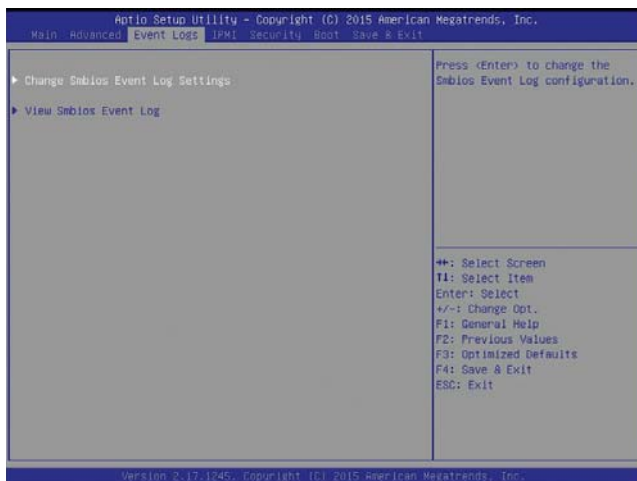 Aptio Setup Utility - Copyright (C) 2015 American Megatrends, Inc.
Main Advanced Event Logs IPMI Security Boot Save & Exit
▶ Change Smbios Event Log Settings
▶ View Smbios Event Log
Press <Enter> to change the
Smbios Event Log configuration.
→←: Select Screen
↑↓: Select Item
Enter: Select
+/-: Change Opt.
F1: General Help
F2: Previous Values
F3: Optimized Defaults
F4: Save & Exit
ESC: Exit
Version 2.17.1245. Copyright (C) 2015 American Megatrends, Inc.